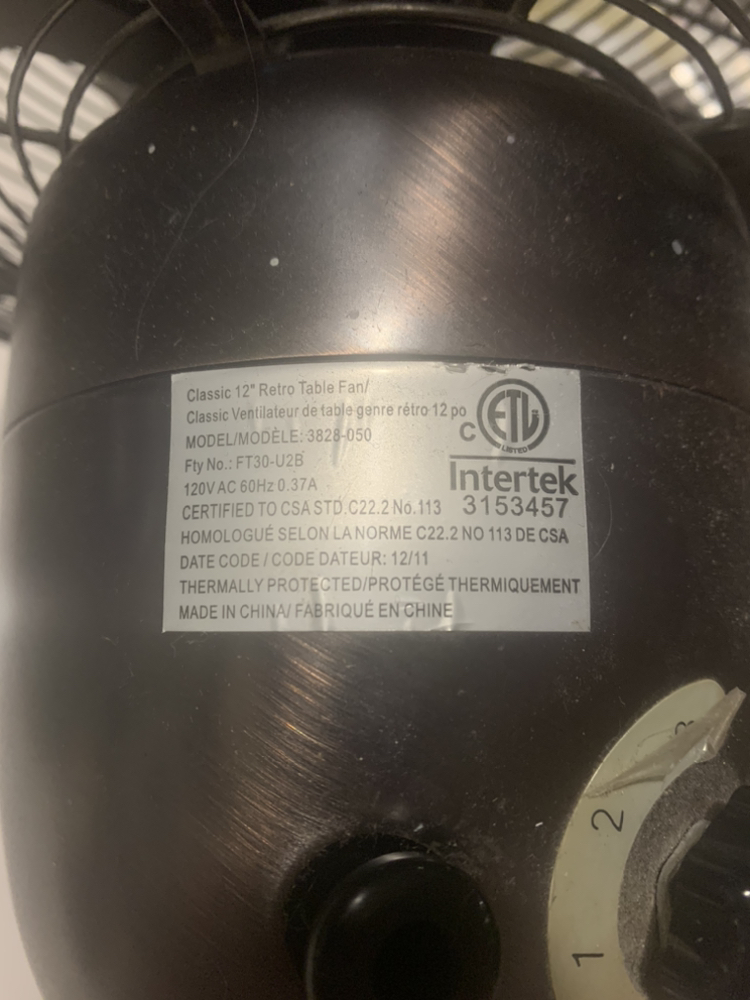 Classic 12" Retro Table Fan/
Classic Ventilateur de table genre rétro 12 po
MODEL/MODÈLE: 3828-050
Fty No.: FT30-U2B
120V AC 60Hz 0.37A
CERTIFIED TO CSA STD.C22.2 No.113
HOMOLOGUÉ SELON LA NORME C22.2 NO 113 DE CSA
DATE CODE / CODE DATEUR: 12/11
THERMALLY PROTECTED/PROTÉGÉ THERMIQUEMENT
MADE IN CHINA/ FABRIQUÉ EN CHINE
C ETL
LISTED
Intertek
3153457
3
2
1